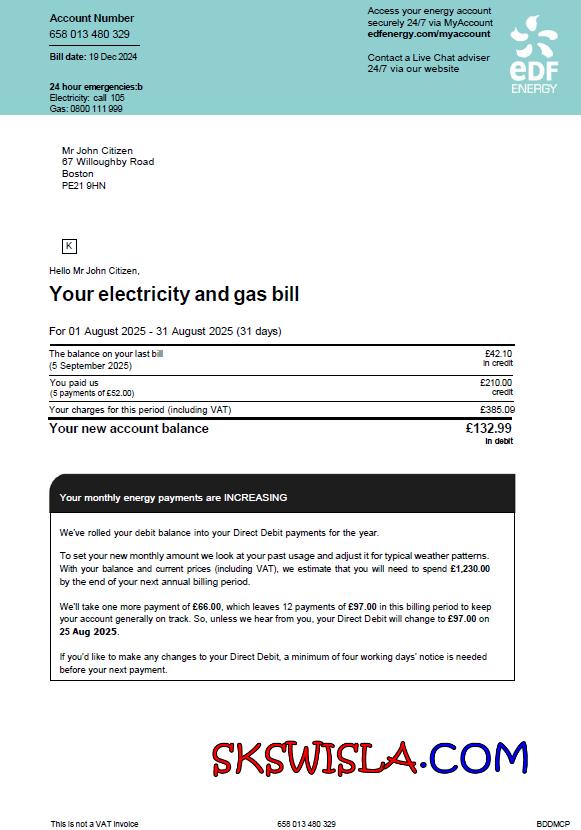 Account Number
658 013 480 329
Bill date: 19 Dec 2024
24 hour emergencies:b
Electricity: call 105
Gas: 0800 111 999
Access your energy account
securely 24/7 via MyAccount
edfenergy.com/myaccount
Contact a Live Chat adviser
24/7 via our website
eDF
ENERGY
Mr John Citizen
67 Willoughby Road
Boston
PE21 9HN
K
Hello Mr John Citizen,
Your electricity and gas bill
For 01 August 2025 - 31 August 2025 (31 days)
The balance on your last bill £42.10
(5 September 2025) in credit
You paid us £210.00
(5 payments of £52.00) credit
Your charges for this period (including VAT) £385.09
Your new account balance £132.99
in debit
Your monthly energy payments are INCREASING
We've rolled your debit balance into your Direct Debit payments for the year.
To set your new monthly amount we look at your past usage and adjust it for typical weather patterns.
With your balance and current prices (including VAT), we estimate that you will need to spend £1,230.00
by the end of your next annual billing period.
We'll take one more payment of £66.00, which leaves 12 payments of £97.00 in this billing period to keep
your account generally on track. So, unless we hear from you, your Direct Debit will change to £97.00 on
25 Aug 2025.
If you'd like to make any changes to your Direct Debit, a minimum of four working days' notice is needed
before your next payment.
SKSWISLA.COM
This is not a VAT invoice 658 013 480 329 BDDMCP